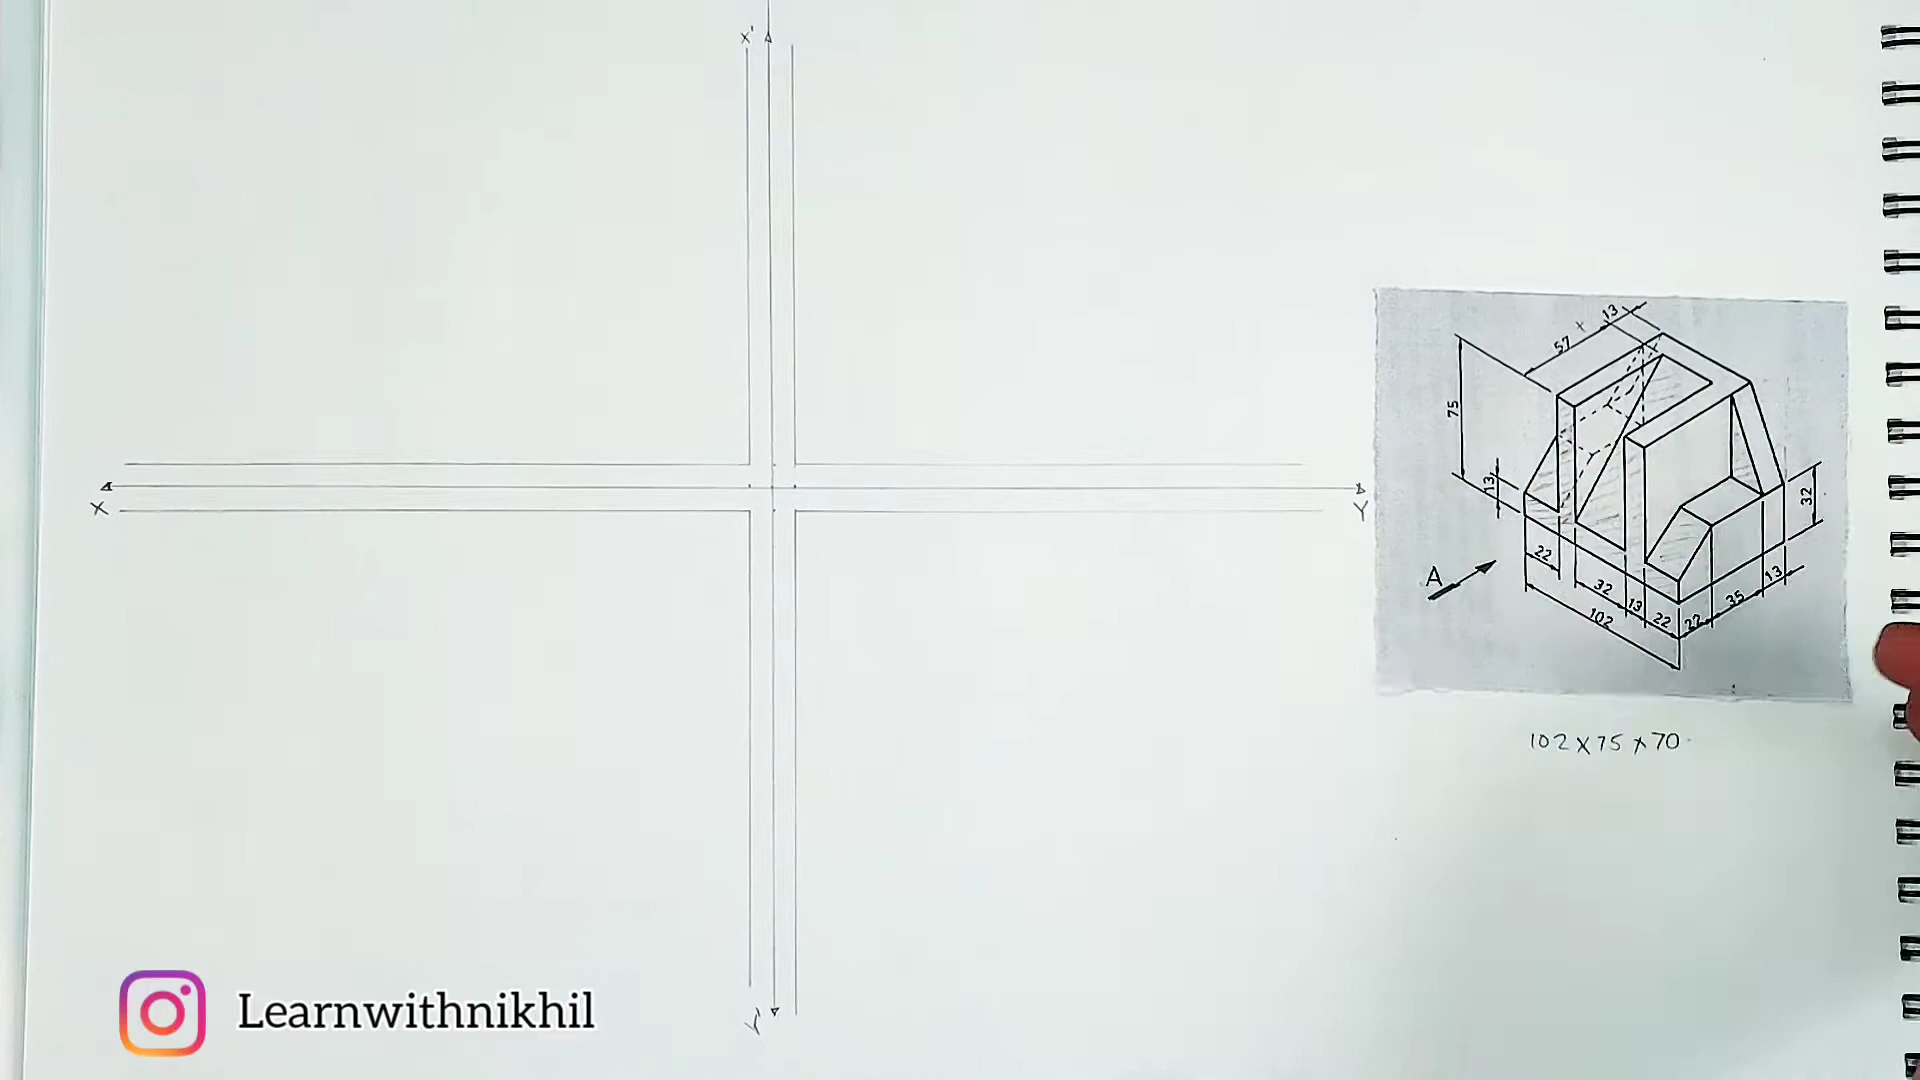 X'
X
Y
Y'
13
57
x
75
13
32
A
22
32
13
22
22
35
13
102
102 x 75 x 70
Learnwithnikhil